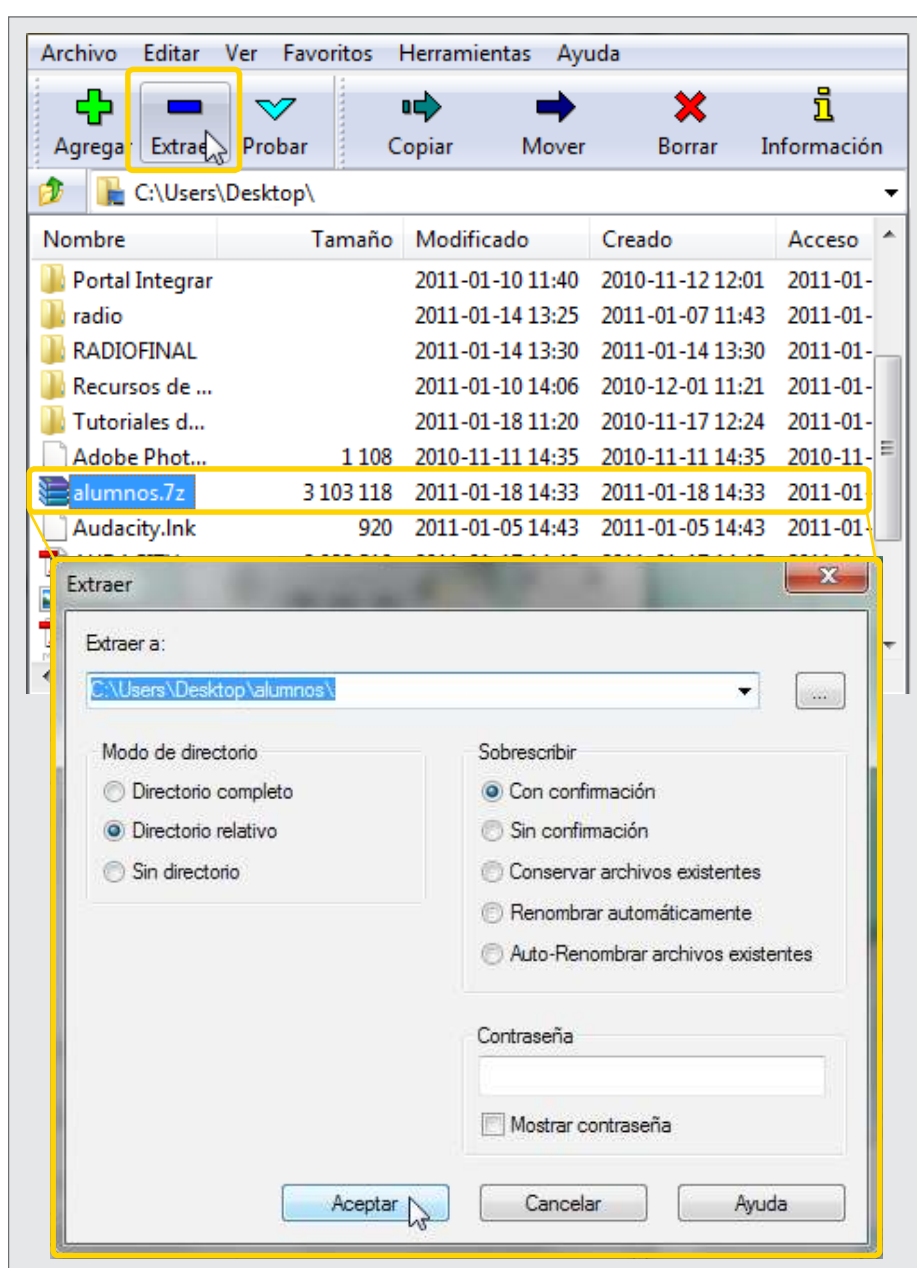 Archivo Editar Ver Favoritos Herramientas Ayuda
Agregar Extraer Probar Copiar Mover Borrar Información
C:\Users\Desktop\
Nombre Tamaño Modificado Creado Acceso
Portal Integrar 2011-01-10 11:40 2010-11-12 12:01 2011-01-
radio 2011-01-14 13:25 2011-01-07 11:43 2011-01-
RADIOFINAL 2011-01-14 13:30 2011-01-14 13:30 2011-01-
Recursos de ... 2011-01-10 14:06 2010-12-01 11:21 2011-01-
Tutoriales d... 2011-01-18 11:20 2010-11-17 12:24 2011-01-
Adobe Phot... 1 108 2010-11-11 14:35 2010-11-11 14:35 2010-11-
alumnos.7z 3 103 118 2011-01-18 14:33 2011-01-18 14:33 2011-01-
Audacity.lnk 920 2011-01-05 14:43 2011-01-05 14:43 2011-01-
Extraer
Extraer a:
C:\Users\Desktop\alumnos\
...
Modo de directorio
Directorio completo
Directorio relativo
Sin directorio
Sobrescribir
Con confirmación
Sin confirmación
Conservar archivos existentes
Renombrar automáticamente
Auto-Renombrar archivos existentes
Contraseña
Mostrar contraseña
Aceptar Cancelar Ayuda